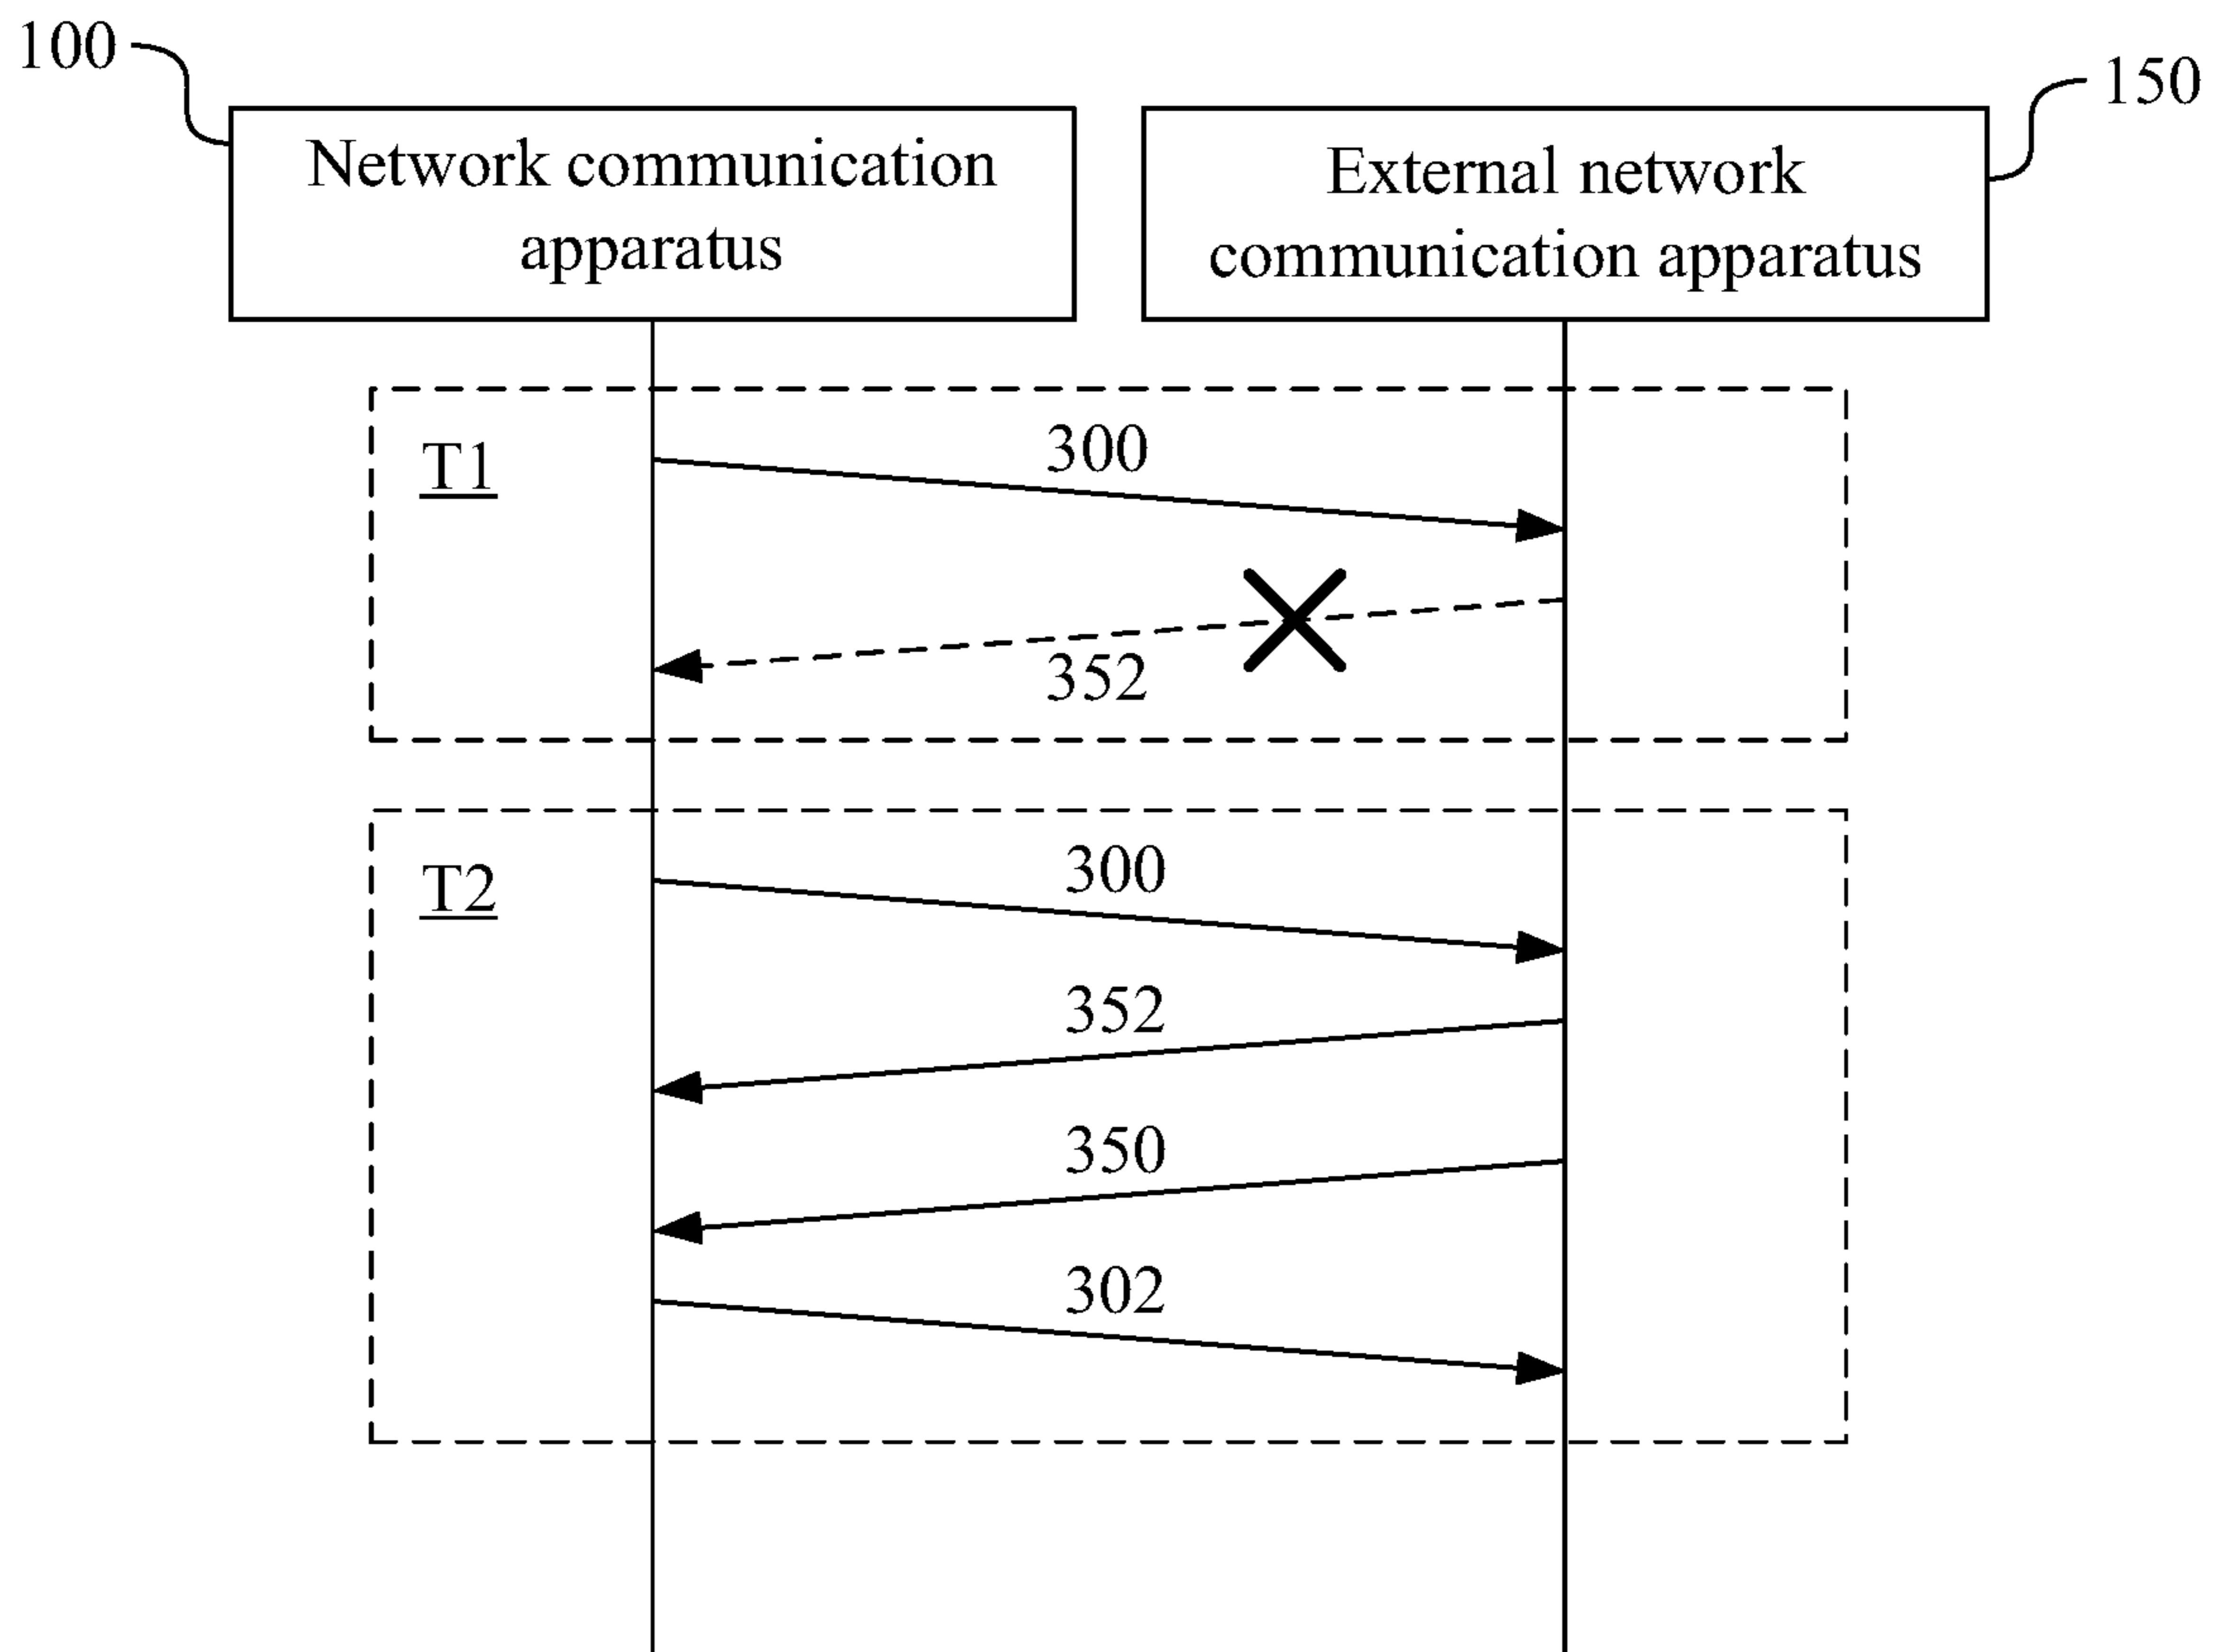 100
150
Network communication
apparatus
External network
communication apparatus
T1
300
352
T2
300
352
350
302